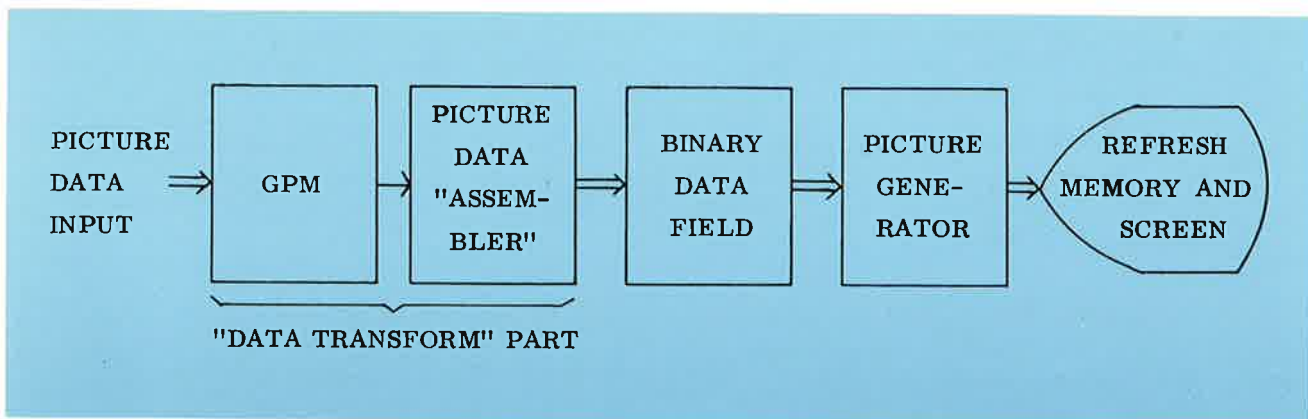 PICTURE
DATA
INPUT
GPM
PICTURE
DATA
"ASSEM-
BLER"
BINARY
DATA
FIELD
PICTURE
GENE-
RATOR
REFRESH
MEMORY AND
SCREEN
"DATA TRANSFORM" PART